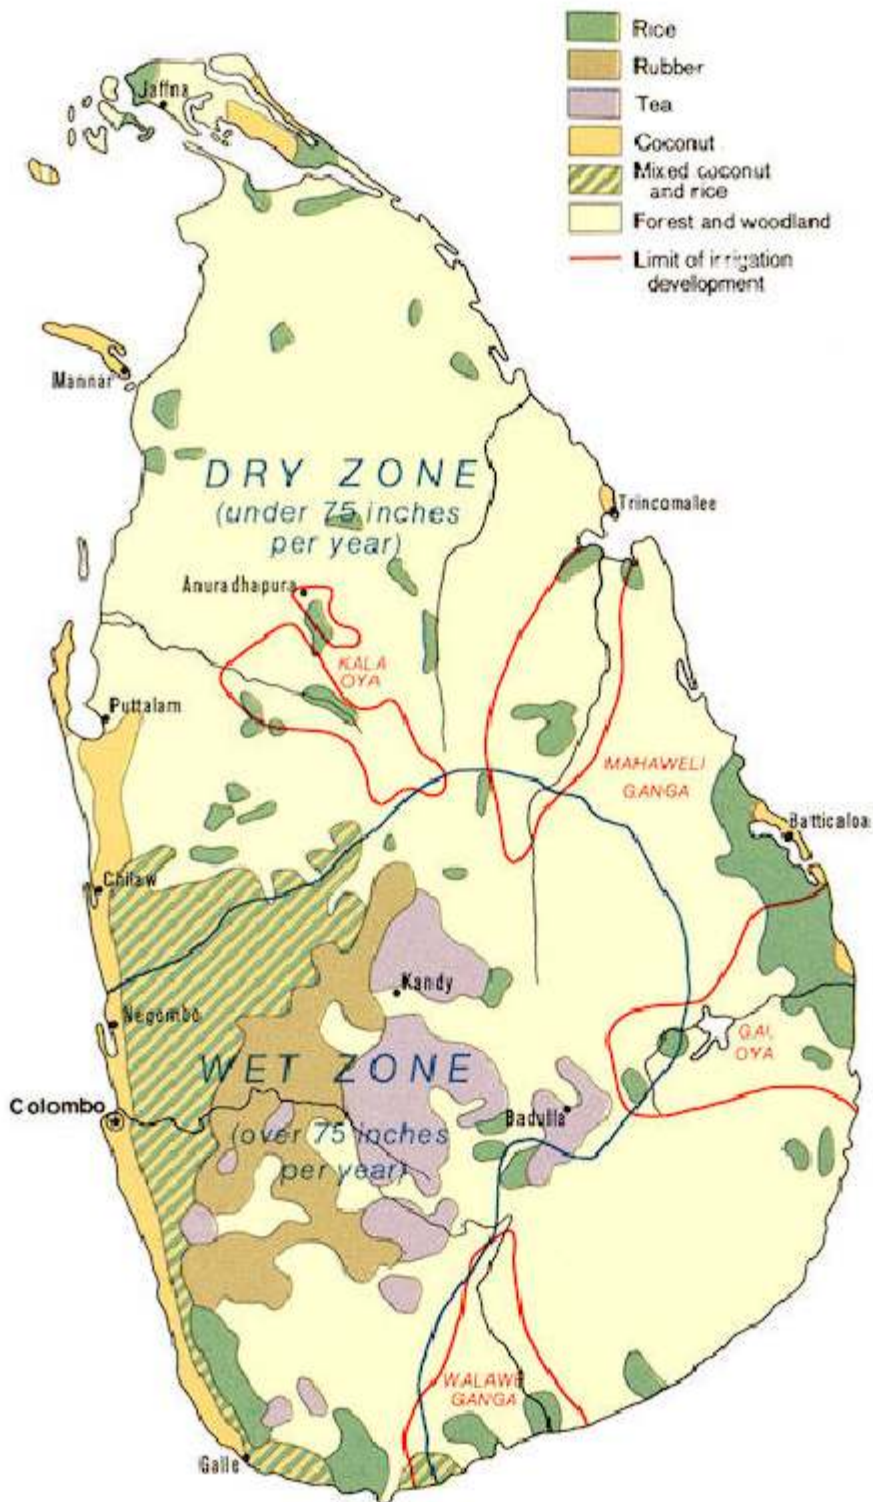 Rice
Rubber
Tea
Coconut
Mixed coconut
and rice
Forest and woodland
Limit of irrigation
development
Jaffna
Mannar
DRY ZONE
(under 75 inches
per year)
Trincomalee
Anuradhapura
KALA
OYA
Puttalam
MAHAWELI
GANGA
Batticaloa
Chilaw
Kandy
Negombo
GAL
OYA
WET ZONE
Colombo
(over 75 inches
per year)
Badulla
WALAWE
GANGA
Galle